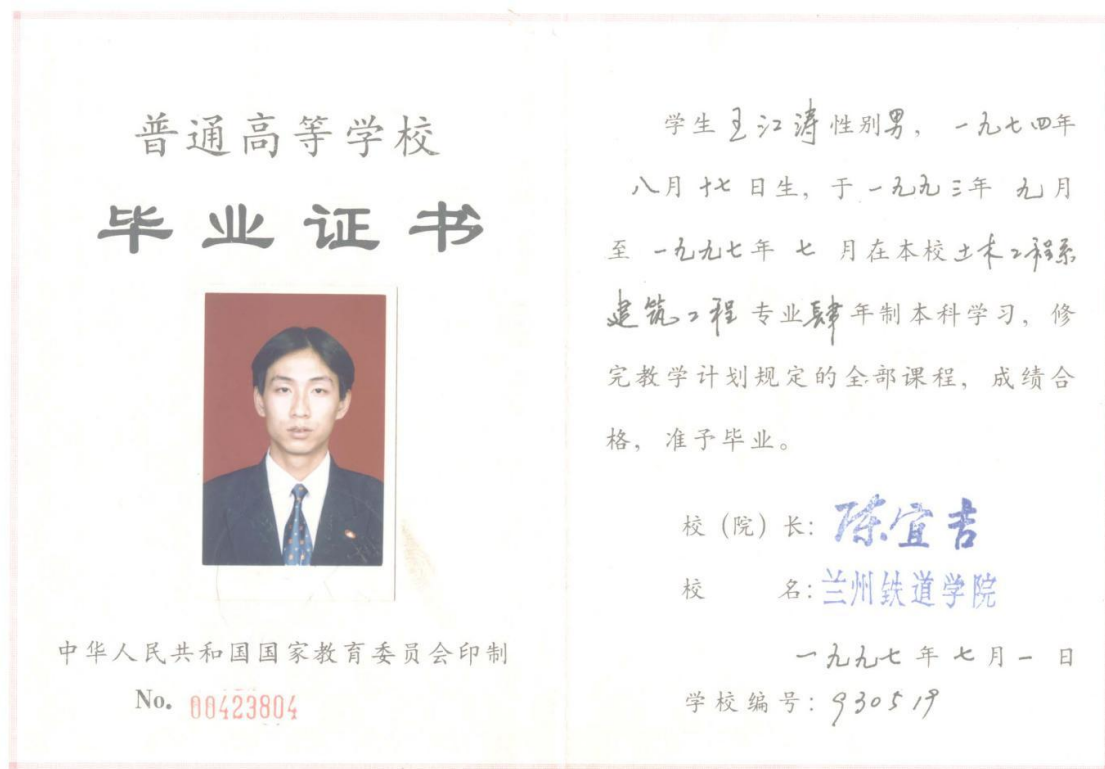 普通高等学校
毕业证书
中华人民共和国国家教育委员会印制
No. 00423804
学生王江涛性别男，一九七四年
八月十七日生，于一九九三年九月
至一九九七年七月在本校土木工程系
建筑工程专业肆年制本科学习，修
完教学计划规定的全部课程，成绩合
格，准予毕业。
校（院）长：陈宜吉
校名：兰州铁道学院
一九九七年七月一日
学校编号：930519